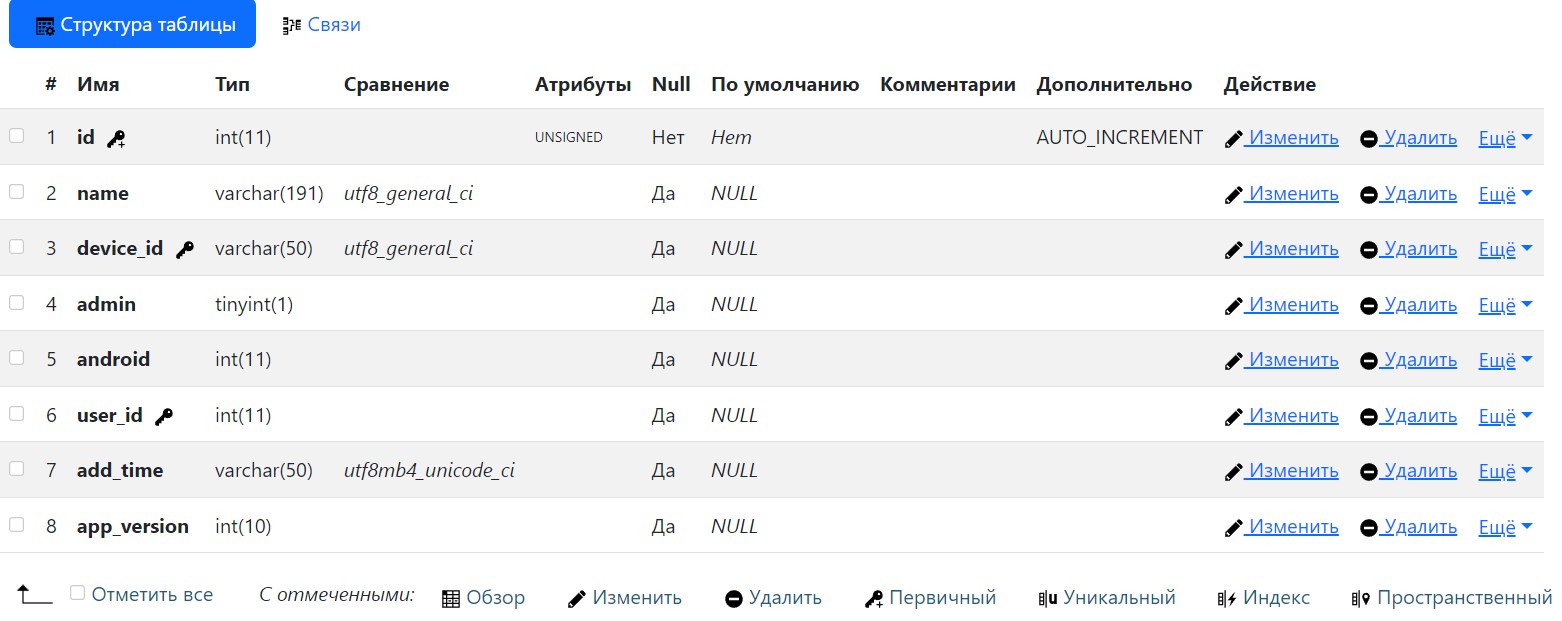 Структура таблицы Связи
# Имя Тип Сравнение Атрибуты Null По умолчанию Комментарии Дополнительно Действие
1 id int(11) UNSIGNED Нет Нет AUTO_INCREMENT Изменить Удалить Ещё
2 name varchar(191) utf8_general_ci Да NULL Изменить Удалить Ещё
3 device_id varchar(50) utf8_general_ci Да NULL Изменить Удалить Ещё
4 admin tinyint(1) Да NULL Изменить Удалить Ещё
5 android int(11) Да NULL Изменить Удалить Ещё
6 user_id int(11) Да NULL Изменить Удалить Ещё
7 add_time varchar(50) utf8mb4_unicode_ci Да NULL Изменить Удалить Ещё
8 app_version int(10) Да NULL Изменить Удалить Ещё
Отметить все С отмеченными: Обзор Изменить Удалить Первичный Уникальный Индекс Пространственный